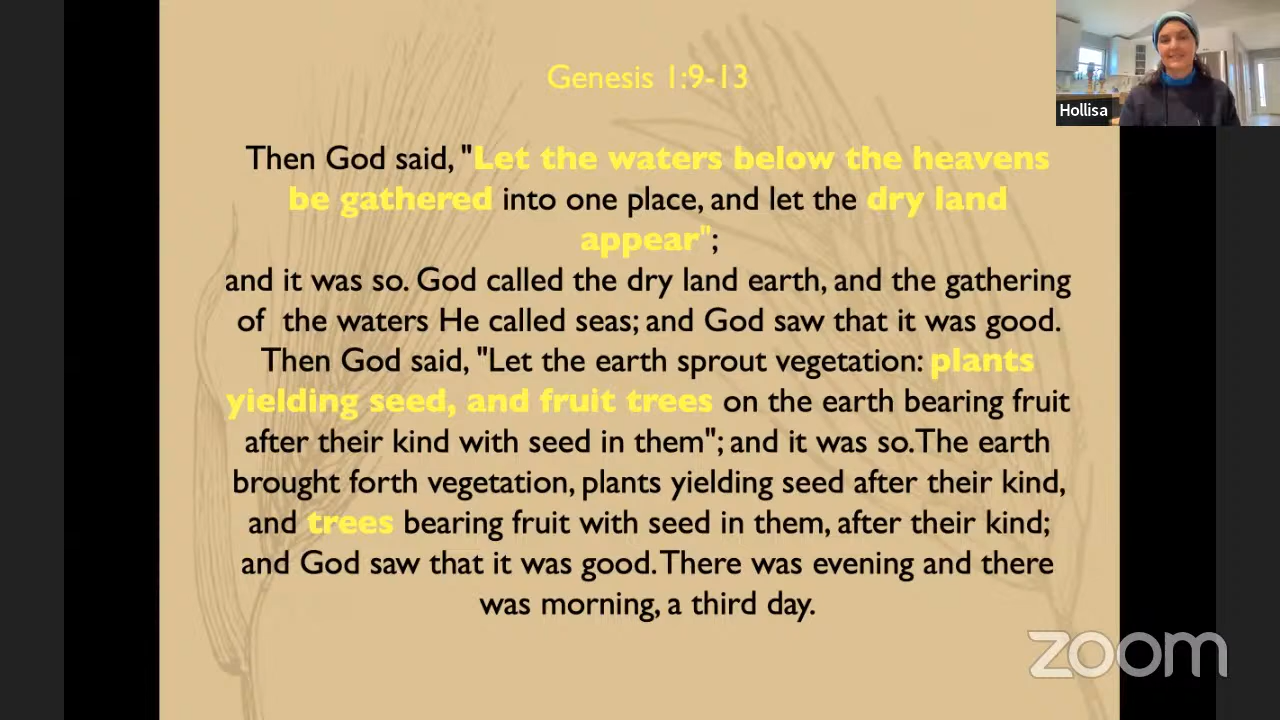 Genesis 1:9-13
Hollisa
Then God said, "Let the waters below the heavens
be gathered into one place, and let the dry land
appear";
and it was so. God called the dry land earth, and the gathering
of the waters He called seas; and God saw that it was good.
Then God said, "Let the earth sprout vegetation: plants
yielding seed, and fruit trees on the earth bearing fruit
after their kind with seed in them"; and it was so. The earth
brought forth vegetation, plants yielding seed after their kind,
and trees bearing fruit with seed in them, after their kind;
and God saw that it was good. There was evening and there
was morning, a third day.
zoom